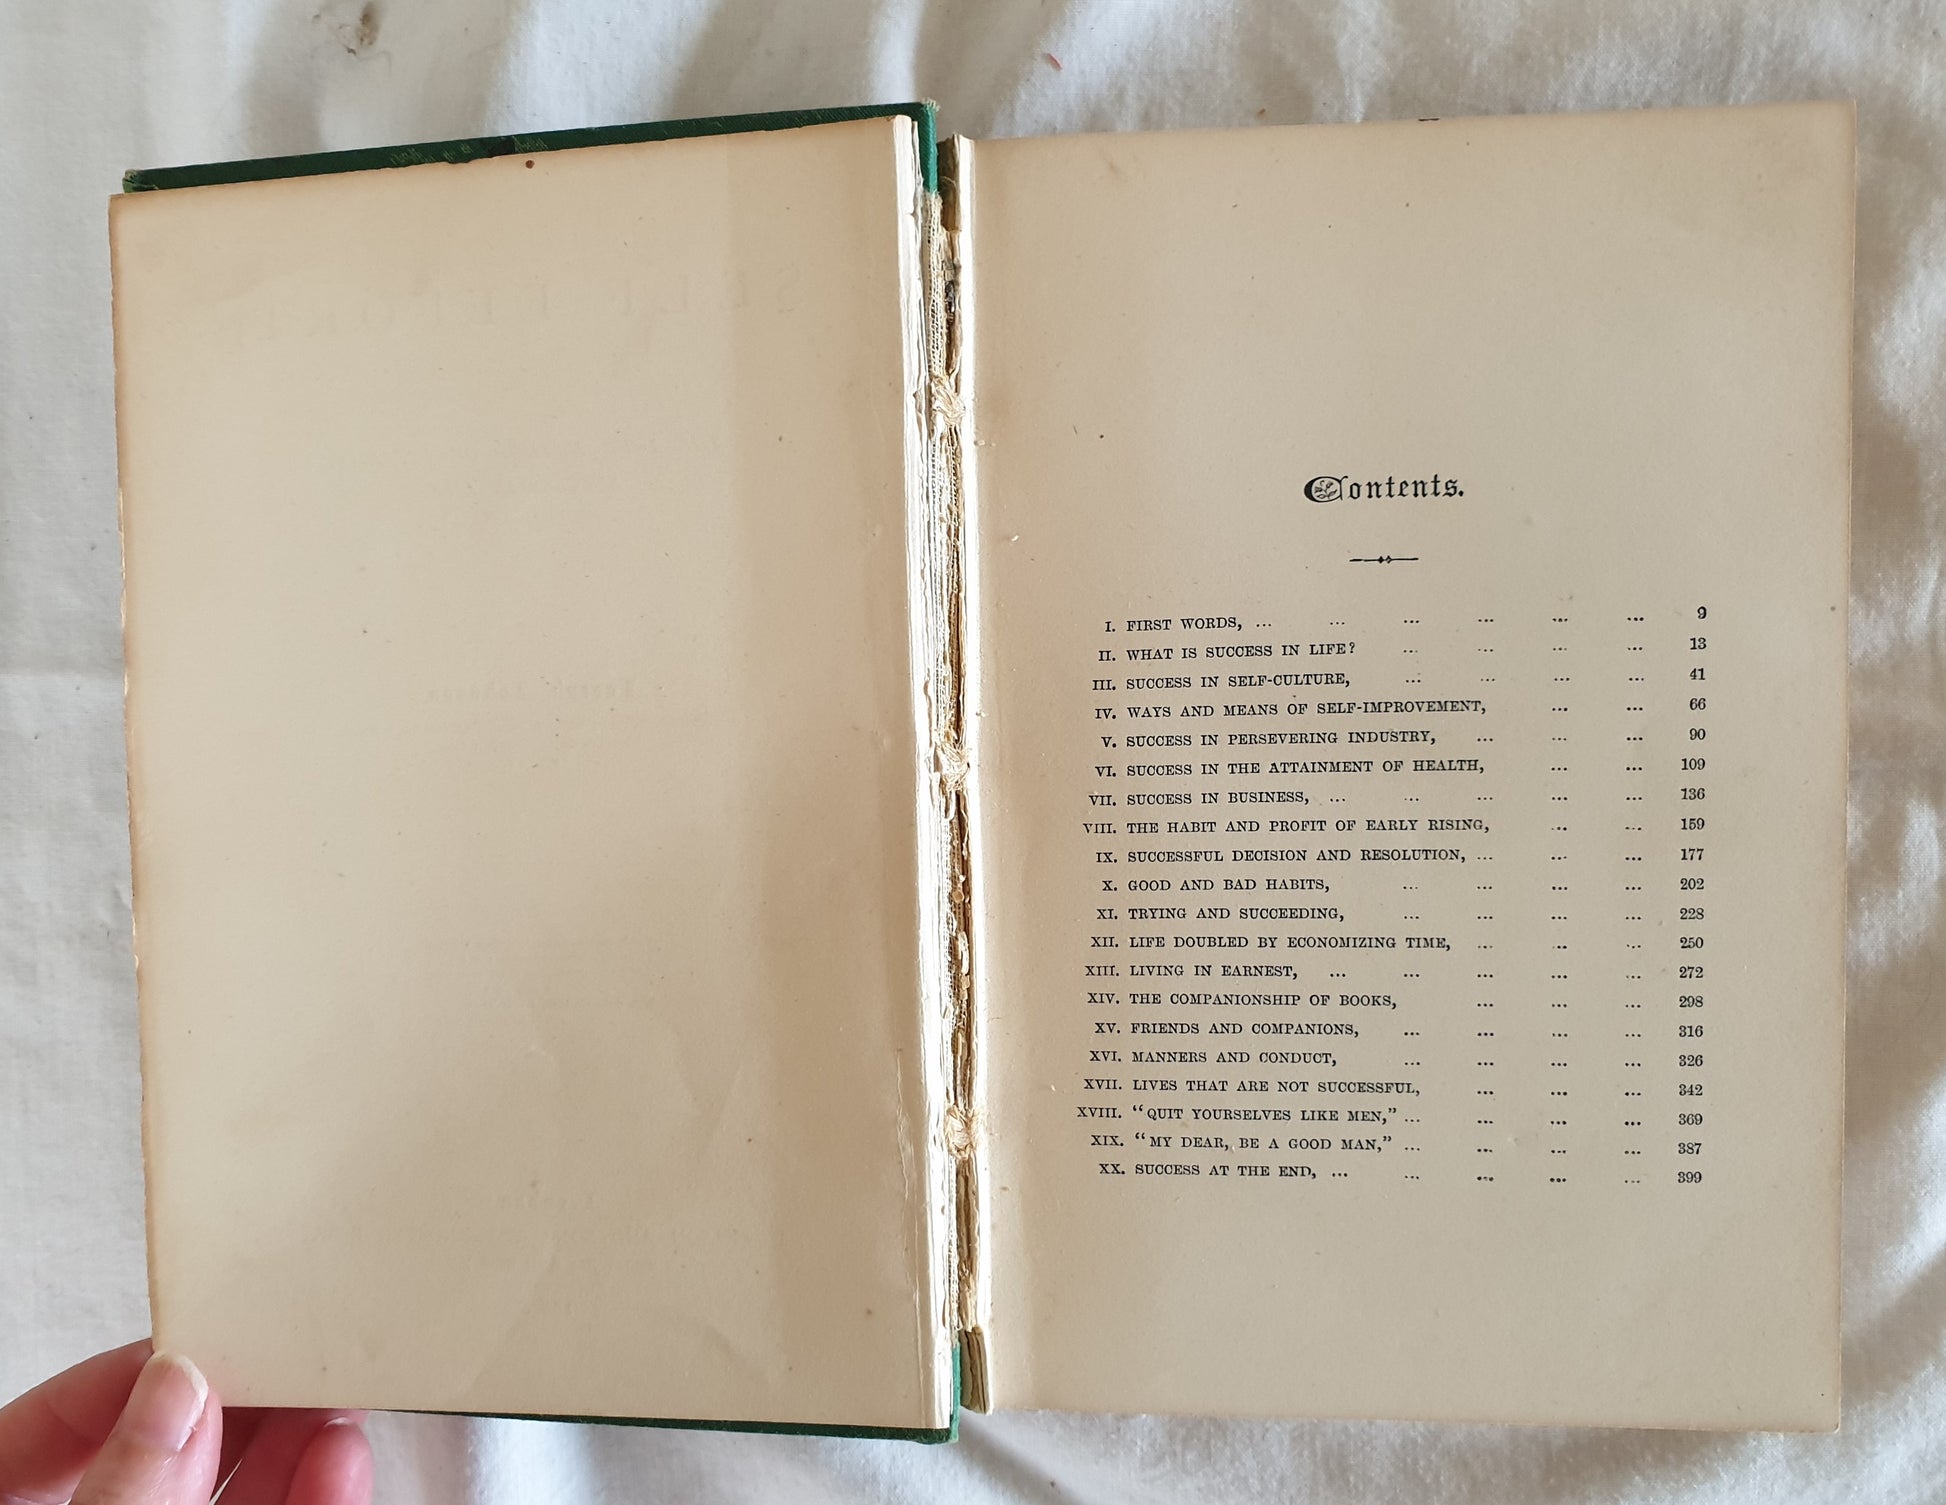 Contents.
I. FIRST WORDS, ... ... ... ... ... ... 9
II. WHAT IS SUCCESS IN LIFE? ... ... ... ... 13
III. SUCCESS IN SELF-CULTURE, ... ... ... ... 41
IV. WAYS AND MEANS OF SELF-IMPROVEMENT, ... ... 66
V. SUCCESS IN PERSEVERING INDUSTRY, ... ... ... 90
VI. SUCCESS IN THE ATTAINMENT OF HEALTH, ... ... 109
VII. SUCCESS IN BUSINESS, ... ... ... ... ... 136
VIII. THE HABIT AND PROFIT OF EARLY RISING, ... ... 159
IX. SUCCESSFUL DECISION AND RESOLUTION, ... ... ... 177
X. GOOD AND BAD HABITS, ... ... ... ... 202
XI. TRYING AND SUCCEEDING, ... ... ... ... 228
XII. LIFE DOUBLED BY ECONOMIZING TIME, ... ... ... 250
XIII. LIVING IN EARNEST, ... ... ... ... ... 272
XIV. THE COMPANIONSHIP OF BOOKS, ... ... ... 298
XV. FRIENDS AND COMPANIONS, ... ... ... ... 316
XVI. MANNERS AND CONDUCT, ... ... ... ... 326
XVII. LIVES THAT ARE NOT SUCCESSFUL, ... ... ... 342
XVIII. "QUIT YOURSELVES LIKE MEN," ... ... ... ... 369
XIX. "MY DEAR, BE A GOOD MAN," ... ... ... ... 387
XX. SUCCESS AT THE END, ... ... ... ... ... 399